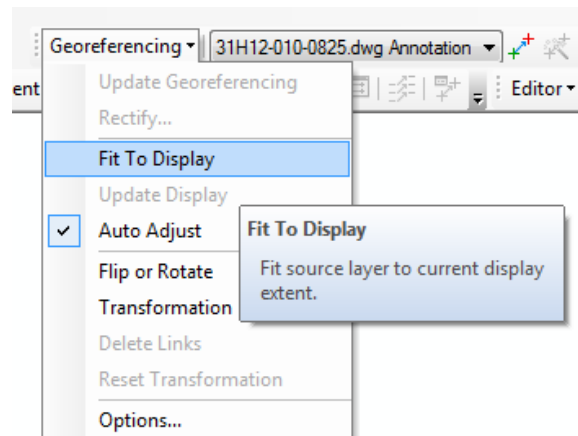 Georeferencing 31H12-010-0825.dwg Annotation
ent Update Georeferencing Editor
Rectify...
Fit To Display
Update Display
Auto Adjust Fit To Display
Fit source layer to current display
extent.
Flip or Rotate
Transformation
Delete Links
Reset Transformation
Options...